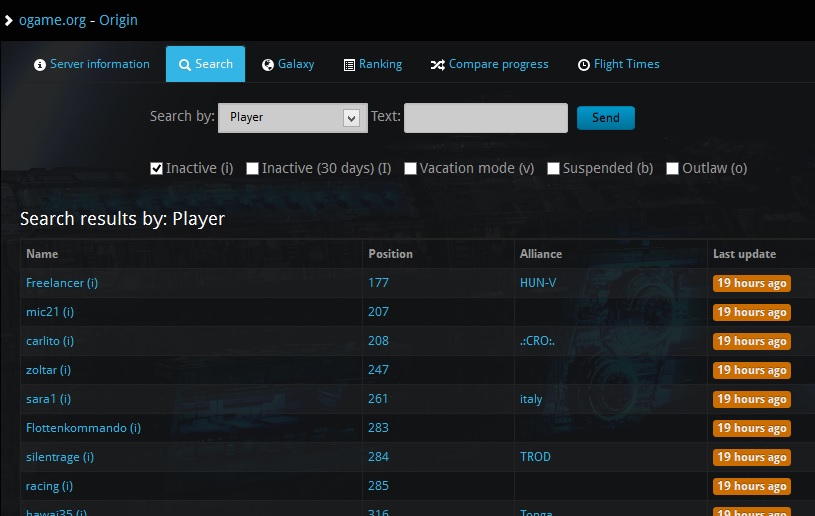 ogame.org - Origin
Server information Search Galaxy Ranking Compare progress Flight Times
Search by: Player Text: Send
Inactive (i) Inactive (30 days) (I) Vacation mode (v) Suspended (b) Outlaw (o)
Search results by: Player
Name Position Alliance Last update
Freelancer (i) 177 HUN-V 19 hours ago
mic21 (i) 207 19 hours ago
carlito (i) 208 .:CRO:. 19 hours ago
zoltar (i) 247 19 hours ago
sara1 (i) 261 italy 19 hours ago
Flottenkommando (i) 283 19 hours ago
silentrage (i) 284 TROD 19 hours ago
racing (i) 285 19 hours ago
hawai35 (i) 316 Tonga 19 hours ago